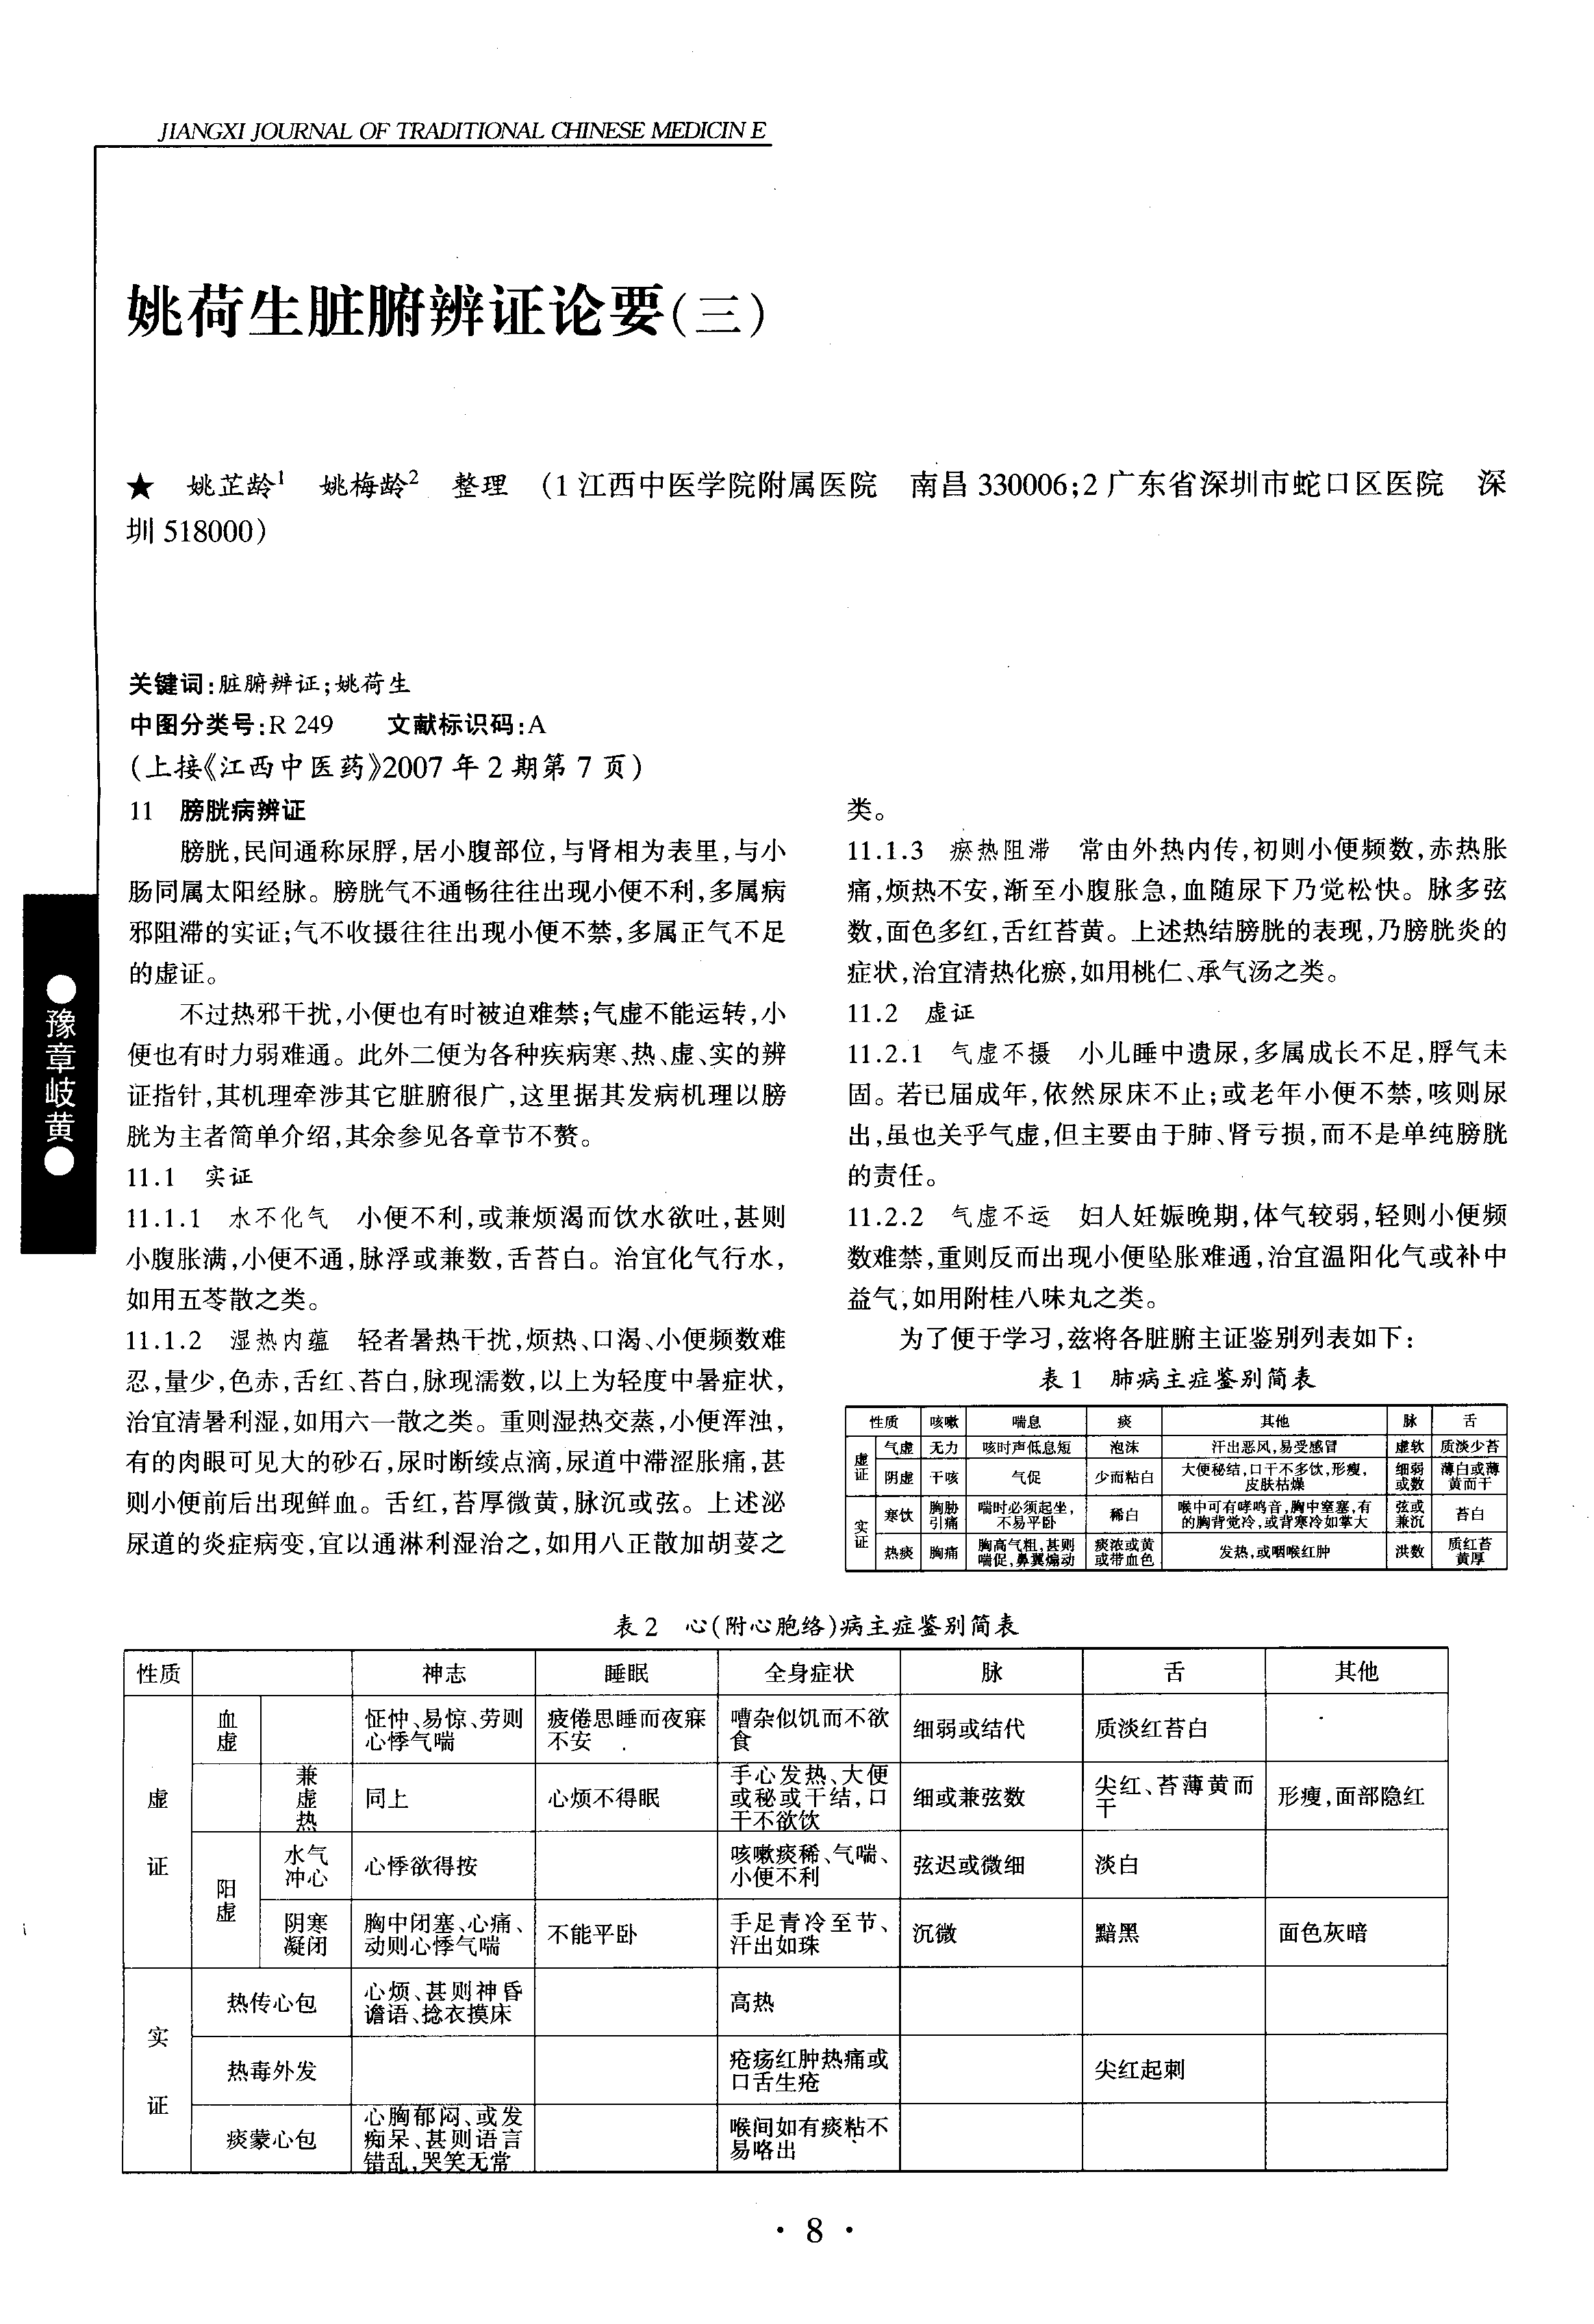 JIANGXI JOURNAL OF TRADITIONAL CHINESE MEDICIN E
姚荷生脏腑辨证论要(三)
★ 姚芷龄1 姚梅龄2 整理 (1 江西中医学院附属医院 南昌 330006;2 广东省深圳市蛇口区医院 深
圳 518000)
关键词:脏腑辨证;姚荷生
中图分类号:R 249 文献标识码:A
(上接《江西中医药》2007 年 2 期第 7 页)
11 膀胱病辨证
膀胱,民间通称尿脬,居小腹部位,与肾相为表里,与小
肠同属太阳经脉。膀胱气不通畅往往出现小便不利,多属病
邪阻滞的实证;气不收摄往往出现小便不禁,多属正气不足
的虚证。
不过热邪干扰,小便也有时被迫难禁;气虚不能运转,小
便也有时力弱难通。此外二便为各种疾病寒、热、虚、实的辨
证指针,其机理牵涉其它脏腑很广,这里据其发病机理以膀
胱为主者简单介绍,其余参见各章节不赘。
11.1 实证
11.1.1 水不化气 小便不利,或兼烦渴而饮水欲吐,甚则
小腹胀满,小便不通,脉浮或兼数,舌苔白。治宜化气行水,
如用五苓散之类。
11.1.2 湿热内蕴 轻者暑热干扰,烦热、口渴、小便频数难
忍,量少,色赤,舌红、苔白,脉现濡数,以上为轻度中暑症状,
治宜清暑利湿,如用六一散之类。重则湿热交蒸,小便浑浊,
有的肉眼可见大的砂石,尿时断续点滴,尿道中滞涩胀痛,甚
则小便前后出现鲜血。舌红,苔厚微黄,脉沉或弦。上述泌
尿道的炎症病变,宜以通淋利湿治之,如用八正散加胡荽之
类。
11.1.3 瘀热阻滞 常由外热内传,初则小便频数,赤热胀
痛,烦热不安,渐至小腹胀急,血随尿下乃觉松快。脉多弦
数,面色多红,舌红苔黄。上述热结膀胱的表现,乃膀胱炎的
症状,治宜清热化瘀,如用桃仁、承气汤之类。
11.2 虚证
11.2.1 气虚不摄 小儿睡中遗尿,多属成长不足,脬气未
固。若已届成年,依然尿床不止;或老年小便不禁,咳则尿
出,虽也关乎气虚,但主要由于肺、肾亏损,而不是单纯膀胱
的责任。
11.2.2 气虚不运 妇人妊娠晚期,体气较弱,轻则小便频
数难禁,重则反而出现小便坠胀难通,治宜温阳化气或补中
益气,如用附桂八味丸之类。
为了便于学习,兹将各脏腑主证鉴别列表如下:
表 1 肺病主症鉴别简表
性质 咳嗽 喘息 痰 其他 脉 舌
虚证 气虚 无力 咳时声低息短 泡沫 汗出恶风,易受感冒 虚软 质淡少苔
阴虚 干咳 气促 少而粘白 大便秘结,口干不多饮,形瘦,皮肤枯燥 细弱或数 薄白或薄黄而干
实证 寒饮 胸胁引痛 喘时必须起坐,不易平卧 稀白 喉中可有哮鸣音,胸中窒塞,有的胸背觉冷,或背寒冷如掌大 弦或兼沉 苔白
热痰 胸痛 胸高气粗,甚则喘促,鼻翼煽动 痰浓或黄或带血色 发热,或咽喉红肿 洪数 质红苔黄厚
表 2 心(附心胞络)病主症鉴别简表
性质 神志 睡眠 全身症状 脉 舌 其他
虚证 血虚 怔忡、易惊、劳则心悸气喘 疲倦思睡而夜寐不安 嘈杂似饥而不欲食 细弱或结代 质淡红苔白
兼虚热 同上 心烦不得眠 手心发热、大便或秘或干结,口干不欲饮 细或兼弦数 尖红、苔薄黄而干 形瘦,面部隐红
阳虚 水气冲心 心悸欲得按 咳嗽痰稀、气喘、小便不利 弦迟或微细 淡白
阴寒凝闭 胸中闭塞、心痛、动则心悸气喘 不能平卧 手足青冷至节、汗出如珠 沉微 黯黑 面色灰暗
实证 热传心包 心烦、甚则神昏谵语、捻衣摸床 高热
热毒外发 疮疡红肿热痛或口舌生疮 尖红起刺
痰蒙心包 心胸郁闷、或发痴呆、甚则语言错乱,哭笑无常 喉间如有痰粘不易咯出
●豫章岐黄●
· 8 ·